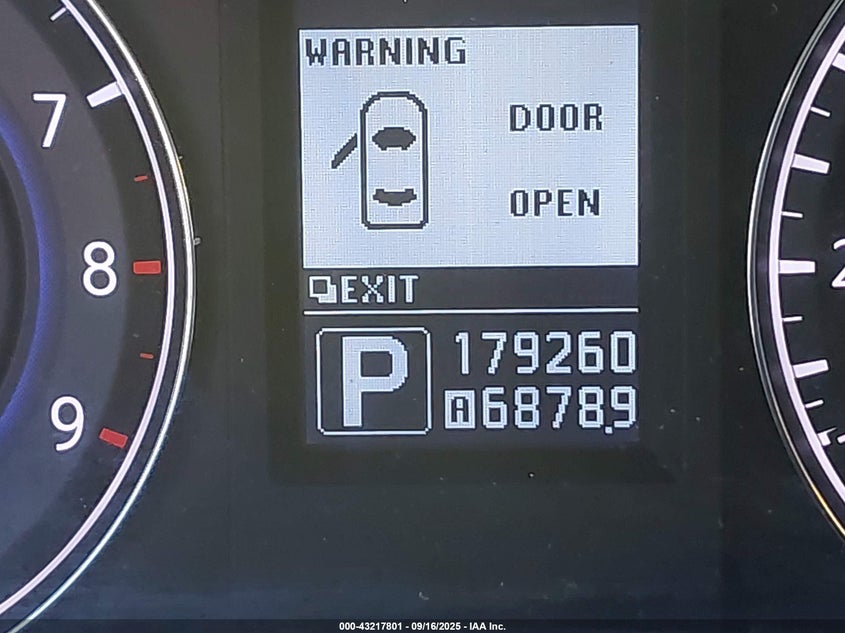 WARNING
DOOR
OPEN
EXIT
P
179260
A 6878.9
7
8
9
000-43217801 - 09/16/2025 - IAA Inc.